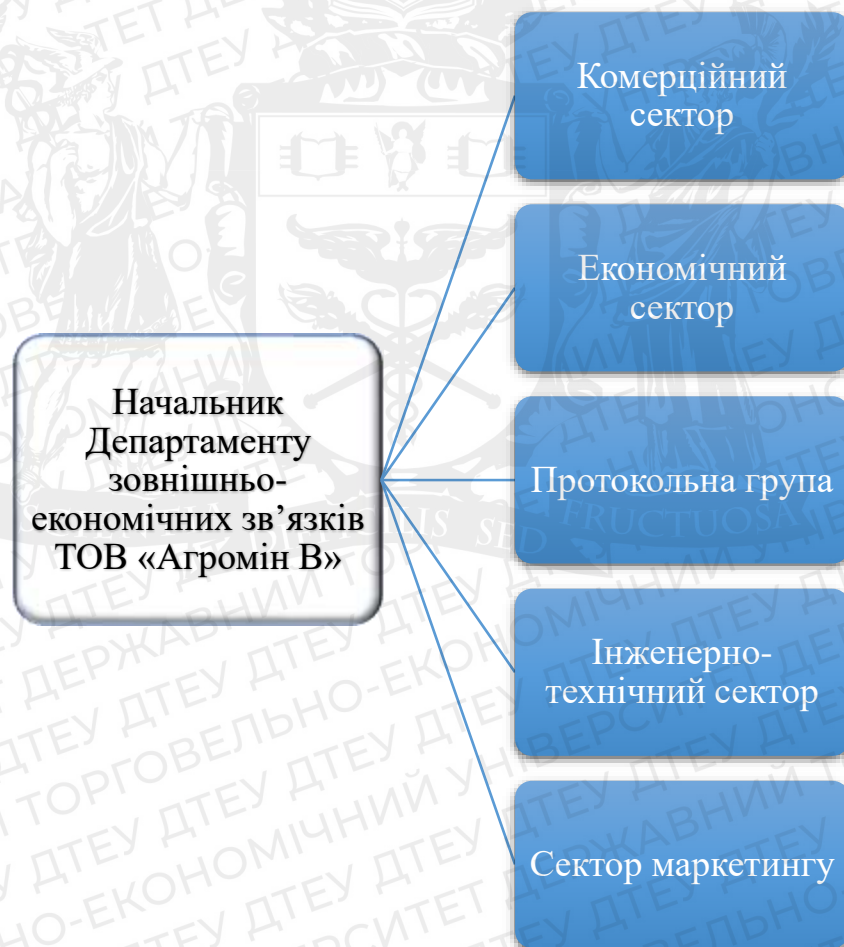 Начальник
Департаменту
зовнішньо-
економічних зв’язків
ТОВ «Агромін В»
Комерційний
сектор
Економічний
сектор
Протокольна група
Інженерно-
технічний сектор
Сектор маркетингу